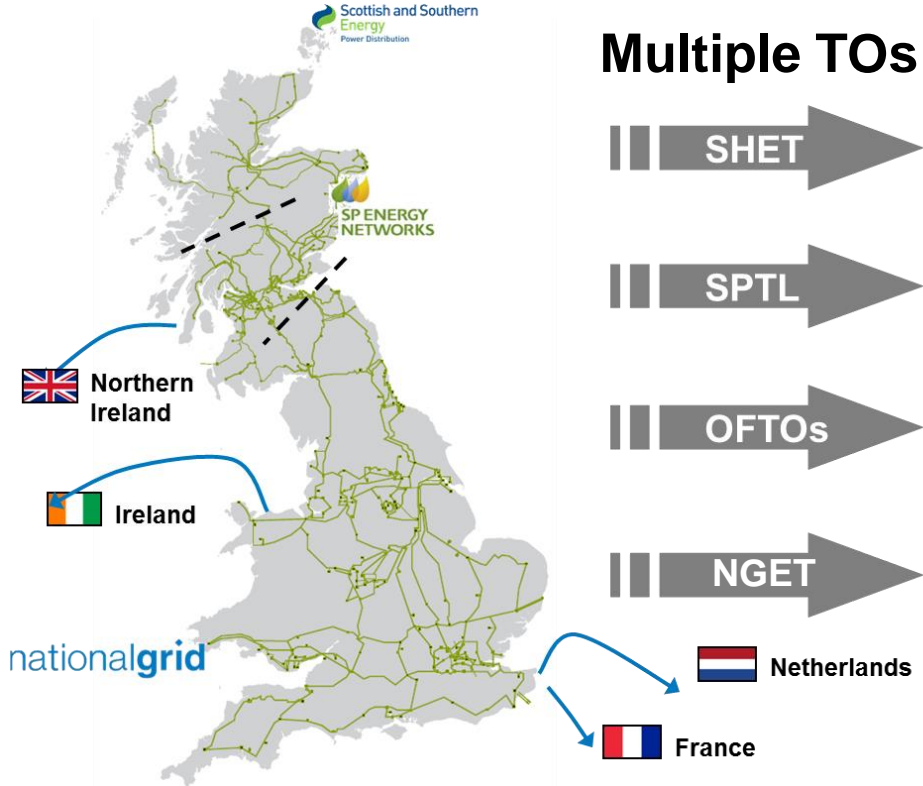 Scottish and Southern
Energy
Power Distribution
Multiple TOs
SHET
SP ENERGY
NETWORKS
SPTL
Northern
Ireland
OFTOs
Ireland
NGET
nationalgrid
Netherlands
France